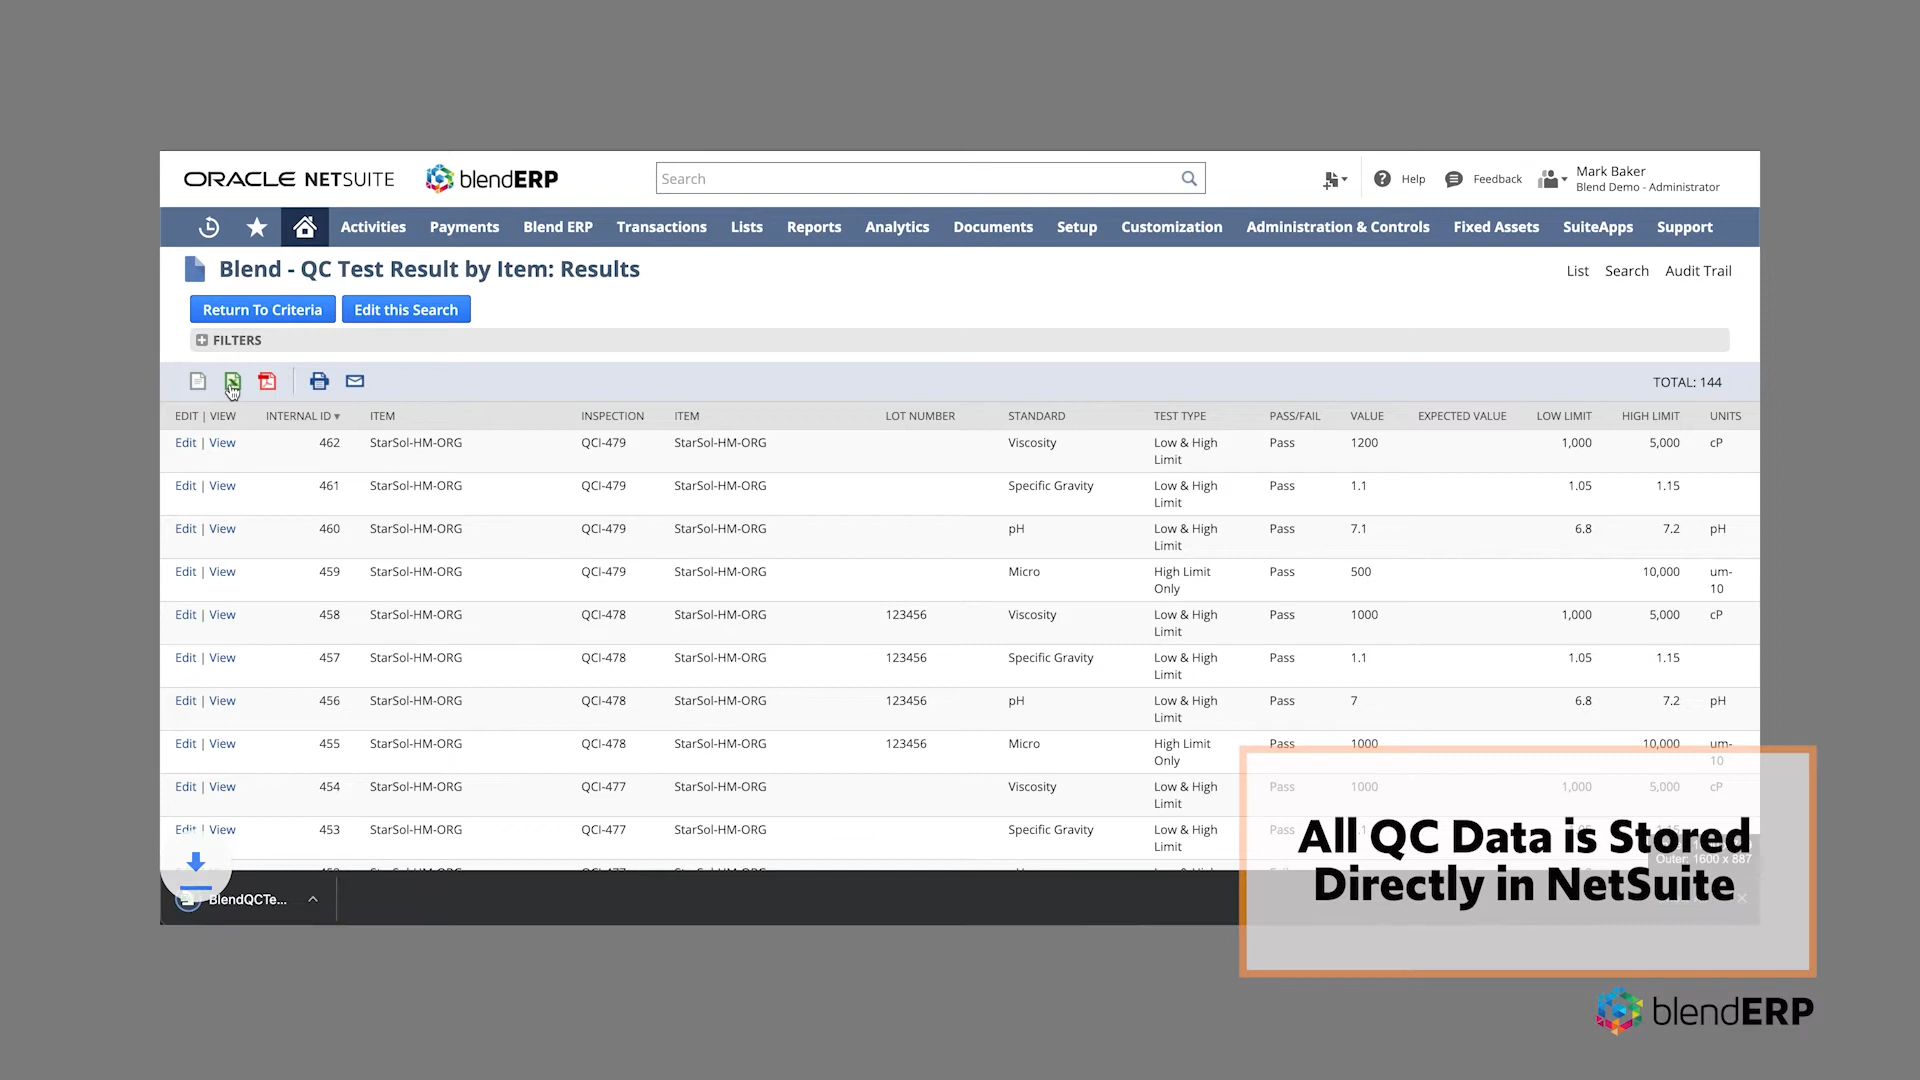 ORACLE NETSUITE blendERP Search Help Feedback Mark Baker
Blend Demo - Administrator
Activities Payments Blend ERP Transactions Lists Reports Analytics Documents Setup Customization Administration & Controls Fixed Assets SuiteApps Support
Blend - QC Test Result by Item: Results List Search Audit Trail
Return To Criteria Edit this Search
FILTERS
TOTAL: 144
EDIT | VIEW INTERNAL ID ITEM INSPECTION ITEM LOT NUMBER STANDARD TEST TYPE PASS/FAIL VALUE EXPECTED VALUE LOW LIMIT HIGH LIMIT UNITS
Edit | View 462 StarSol-HM-ORG QCI-479 StarSol-HM-ORG Viscosity Low & High Pass 1200 1,000 5,000 cP
Limit
Edit | View 461 StarSol-HM-ORG QCI-479 StarSol-HM-ORG Specific Gravity Low & High Pass 1.1 1.05 1.15
Limit
Edit | View 460 StarSol-HM-ORG QCI-479 StarSol-HM-ORG pH Low & High Pass 7.1 6.8 7.2 pH
Limit
Edit | View 459 StarSol-HM-ORG QCI-479 StarSol-HM-ORG Micro High Limit Pass 500 10,000 um-
Only 10
Edit | View 458 StarSol-HM-ORG QCI-478 StarSol-HM-ORG 123456 Viscosity Low & High Pass 1000 1,000 5,000 cP
Limit
Edit | View 457 StarSol-HM-ORG QCI-478 StarSol-HM-ORG 123456 Specific Gravity Low & High Pass 1.1 1.05 1.15
Limit
Edit | View 456 StarSol-HM-ORG QCI-478 StarSol-HM-ORG 123456 pH Low & High Pass 7 6.8 7.2 pH
Limit
Edit | View 455 StarSol-HM-ORG QCI-478 StarSol-HM-ORG 123456 Micro High Limit Pass 1000 10,000 um-
Only 10
Edit | View 454 StarSol-HM-ORG QCI-477 StarSol-HM-ORG Viscosity Low & High Pass 1000 1,000 5,000 cP
Limit
Edit | View 453 StarSol-HM-ORG QCI-477 StarSol-HM-ORG Specific Gravity Low & High Pass
Limit
All QC Data is Stored
Outer: 1600 x 887
Directly in NetSuite
BlendQCTe...
blendERP